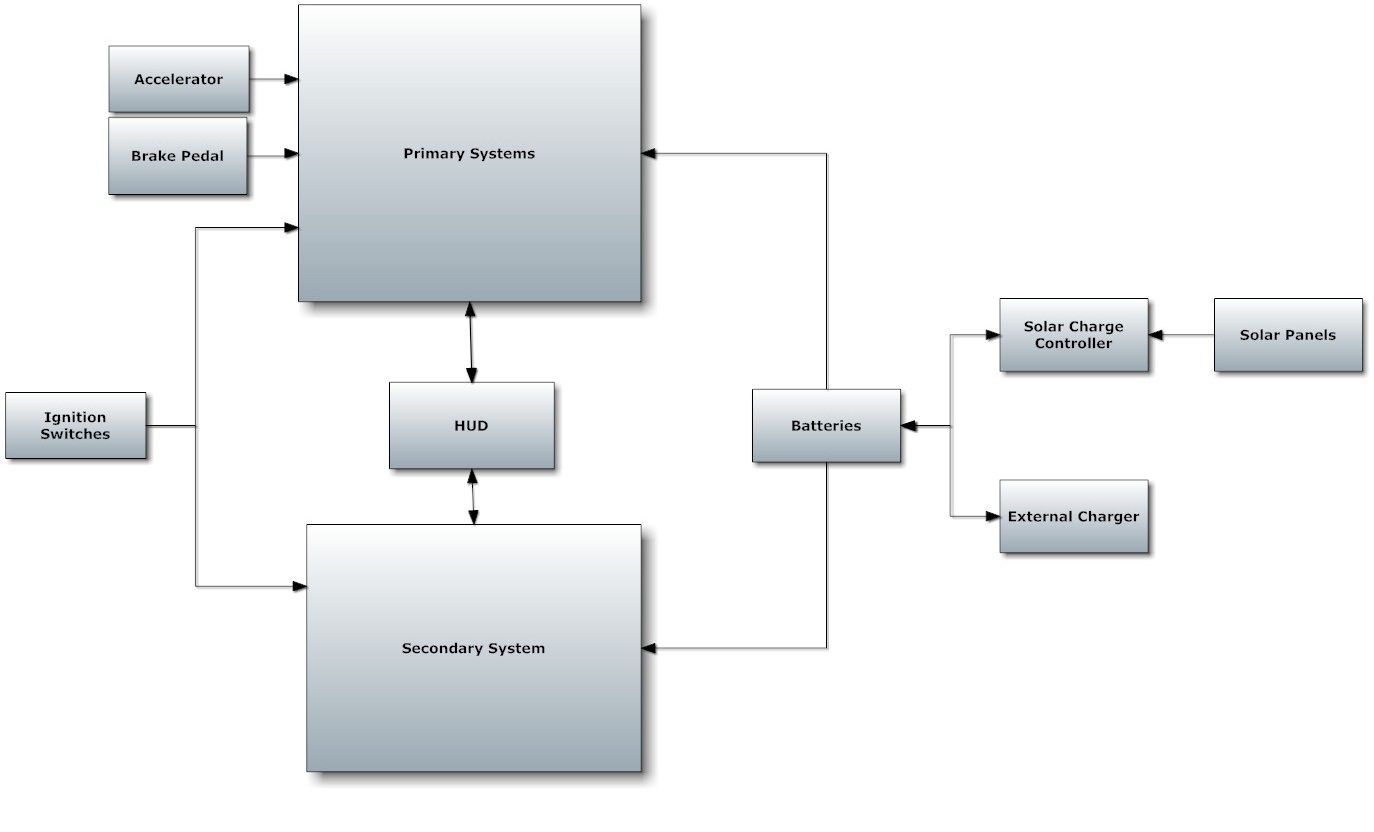 Accelerator
Brake Pedal
Primary Systems
Solar Charge
Controller
Solar Panels
Ignition
Switches
HUD
Batteries
External Charger
Secondary System